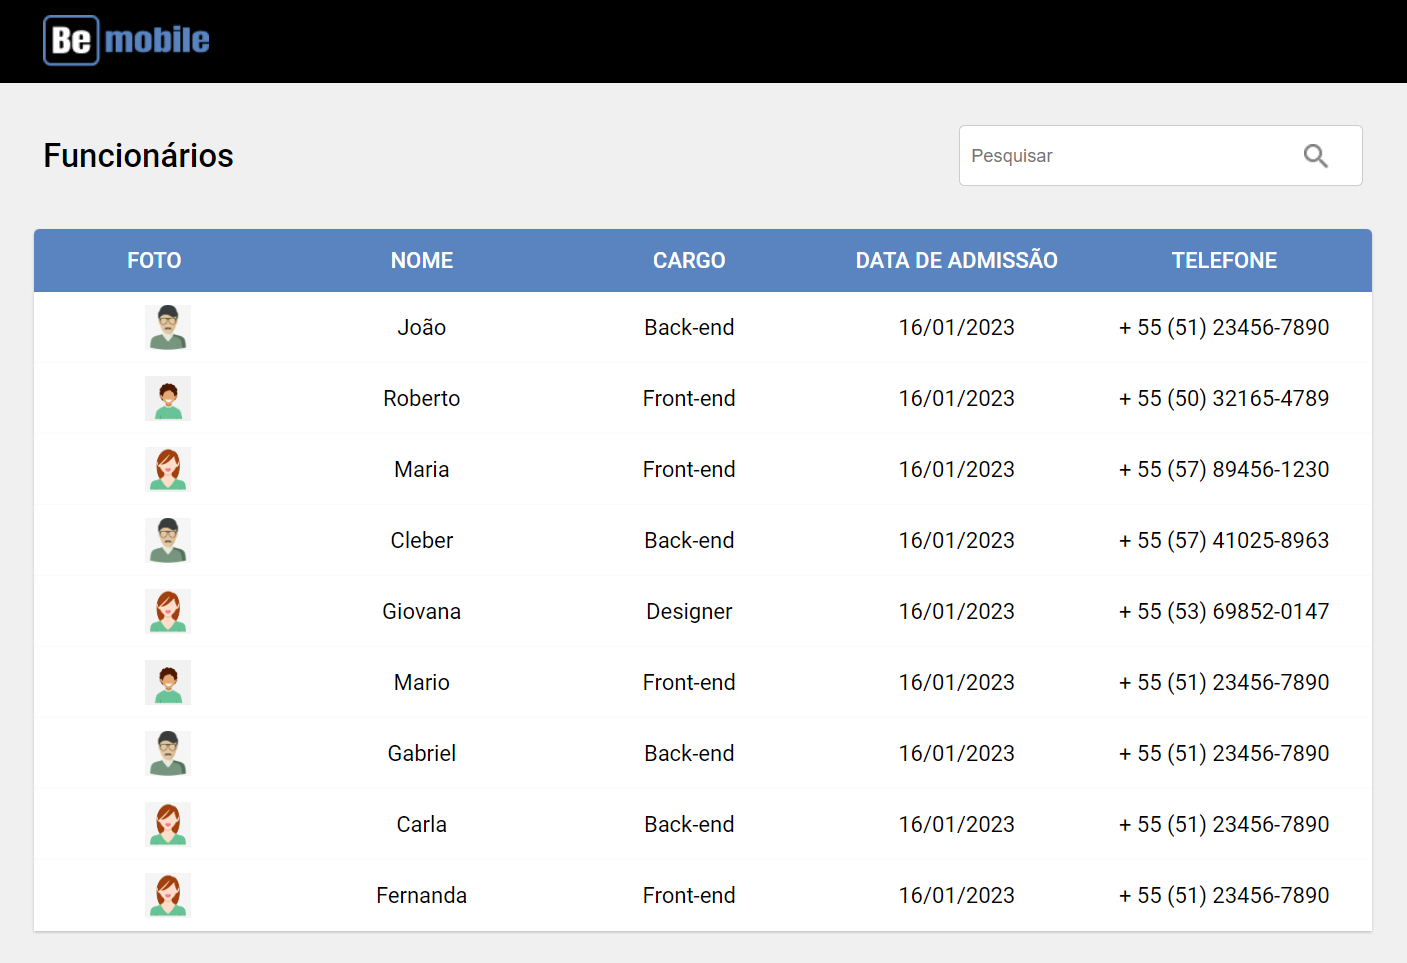 Be mobile
Funcionários
Pesquisar
FOTO NOME CARGO DATA DE ADMISSÃO TELEFONE
João Back-end 16/01/2023 + 55 (51) 23456-7890
Roberto Front-end 16/01/2023 + 55 (50) 32165-4789
Maria Front-end 16/01/2023 + 55 (57) 89456-1230
Cleber Back-end 16/01/2023 + 55 (57) 41025-8963
Giovana Designer 16/01/2023 + 55 (53) 69852-0147
Mario Front-end 16/01/2023 + 55 (51) 23456-7890
Gabriel Back-end 16/01/2023 + 55 (51) 23456-7890
Carla Back-end 16/01/2023 + 55 (51) 23456-7890
Fernanda Front-end 16/01/2023 + 55 (51) 23456-7890